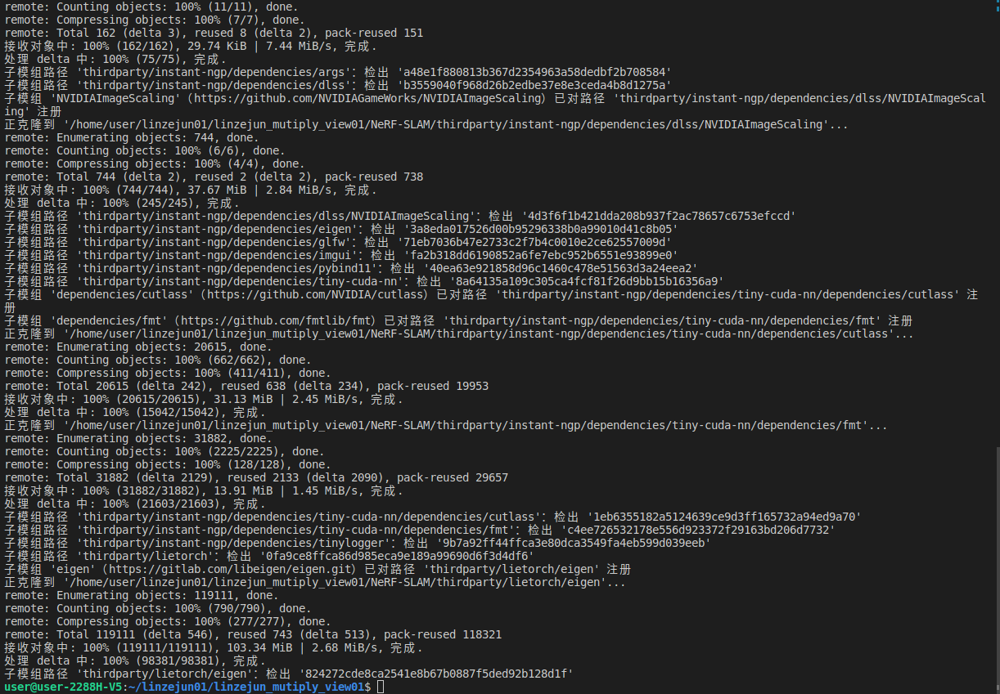 remote: Counting objects: 100% (11/11), done.
remote: Compressing objects: 100% (7/7), done.
remote: Total 162 (delta 3), reused 8 (delta 2), pack-reused 151
接收对象中: 100% (162/162), 29.74 KiB | 7.44 MiB/s, 完成.
处理 delta 中: 100% (75/75), 完成.
子模组路径 'thirdparty/instant-ngp/dependencies/args'：检出 'a48e1f880813b367d2354963a58dedbf2b708584'
子模组路径 'thirdparty/instant-ngp/dependencies/dlss'：检出 'b3559040f968d26b2edbe37e8e3ceda4b8d1275a'
子模组 'NVIDIAImageScaling'（https://github.com/NVIDIAGameWorks/NVIDIAImageScaling）已对路径 'thirdparty/instant-ngp/dependencies/dlss/NVIDIAImageScal
ing' 注册
正克隆到 '/home/user/linzejun01/linzejun_mutiply_view01/NeRF-SLAM/thirdparty/instant-ngp/dependencies/dlss/NVIDIAImageScaling'...
remote: Enumerating objects: 744, done.
remote: Counting objects: 100% (6/6), done.
remote: Compressing objects: 100% (4/4), done.
remote: Total 744 (delta 2), reused 2 (delta 2), pack-reused 738
接收对象中: 100% (744/744), 37.67 MiB | 2.84 MiB/s, 完成.
处理 delta 中: 100% (245/245), 完成.
子模组路径 'thirdparty/instant-ngp/dependencies/dlss/NVIDIAImageScaling'：检出 '4d3f6f1b421dda208b937f2ac78657c6753efccd'
子模组路径 'thirdparty/instant-ngp/dependencies/eigen'：检出 '3a8eda017526d00b95296338b0a99010d41c8b05'
子模组路径 'thirdparty/instant-ngp/dependencies/glfw'：检出 '71eb7036b47e2733c2f7b4c0010e2ce62557009d'
子模组路径 'thirdparty/instant-ngp/dependencies/imgui'：检出 'fa2b318dd6190852a6fe7ebc952b6551e93899e0'
子模组路径 'thirdparty/instant-ngp/dependencies/pybind11'：检出 '40ea63e921858d96c1460c478e51563d3a24eea2'
子模组路径 'thirdparty/instant-ngp/dependencies/tiny-cuda-nn'：检出 '8a64135a109c305ca4fcf81f26d9bb15b16356a9'
子模组 'dependencies/cutlass'（https://github.com/NVIDIA/cutlass）已对路径 'thirdparty/instant-ngp/dependencies/tiny-cuda-nn/dependencies/cutlass' 注
册
子模组 'dependencies/fmt'（https://github.com/fmtlib/fmt）已对路径 'thirdparty/instant-ngp/dependencies/tiny-cuda-nn/dependencies/fmt' 注册
正克隆到 '/home/user/linzejun01/linzejun_mutiply_view01/NeRF-SLAM/thirdparty/instant-ngp/dependencies/tiny-cuda-nn/dependencies/cutlass'...
remote: Enumerating objects: 20615, done.
remote: Counting objects: 100% (662/662), done.
remote: Compressing objects: 100% (411/411), done.
remote: Total 20615 (delta 242), reused 638 (delta 234), pack-reused 19953
接收对象中: 100% (20615/20615), 31.13 MiB | 2.45 MiB/s, 完成.
处理 delta 中: 100% (15042/15042), 完成.
正克隆到 '/home/user/linzejun01/linzejun_mutiply_view01/NeRF-SLAM/thirdparty/instant-ngp/dependencies/tiny-cuda-nn/dependencies/fmt'...
remote: Enumerating objects: 31882, done.
remote: Counting objects: 100% (2225/2225), done.
remote: Compressing objects: 100% (128/128), done.
remote: Total 31882 (delta 2129), reused 2133 (delta 2090), pack-reused 29657
接收对象中: 100% (31882/31882), 13.91 MiB | 1.45 MiB/s, 完成.
处理 delta 中: 100% (21603/21603), 完成.
子模组路径 'thirdparty/instant-ngp/dependencies/tiny-cuda-nn/dependencies/cutlass'：检出 '1eb6355182a5124639ce9d3ff165732a94ed9a70'
子模组路径 'thirdparty/instant-ngp/dependencies/tiny-cuda-nn/dependencies/fmt'：检出 'c4ee726532178e556d923372f29163bd206d7732'
子模组路径 'thirdparty/instant-ngp/dependencies/tinylogger'：检出 '9b7a92ff44ffca3e80dca3549fa4eb599d039eeb'
子模组路径 'thirdparty/lietorch'：检出 '0fa9ce8ffca86d985eca9e189a99690d6f3d4df6'
子模组 'eigen'（https://gitlab.com/libeigen/eigen.git）已对路径 'thirdparty/lietorch/eigen' 注册
正克隆到 '/home/user/linzejun01/linzejun_mutiply_view01/NeRF-SLAM/thirdparty/lietorch/eigen'...
remote: Enumerating objects: 119111, done.
remote: Counting objects: 100% (790/790), done.
remote: Compressing objects: 100% (277/277), done.
remote: Total 119111 (delta 546), reused 743 (delta 513), pack-reused 118321
接收对象中: 100% (119111/119111), 103.34 MiB | 2.68 MiB/s, 完成.
处理 delta 中: 100% (98381/98381), 完成.
子模组路径 'thirdparty/lietorch/eigen'：检出 '824272cde8ca2541e8b67b0887f5ded92b128d1f'
user@user-2288H-V5:~/linzejun01/linzejun_mutiply_view01$